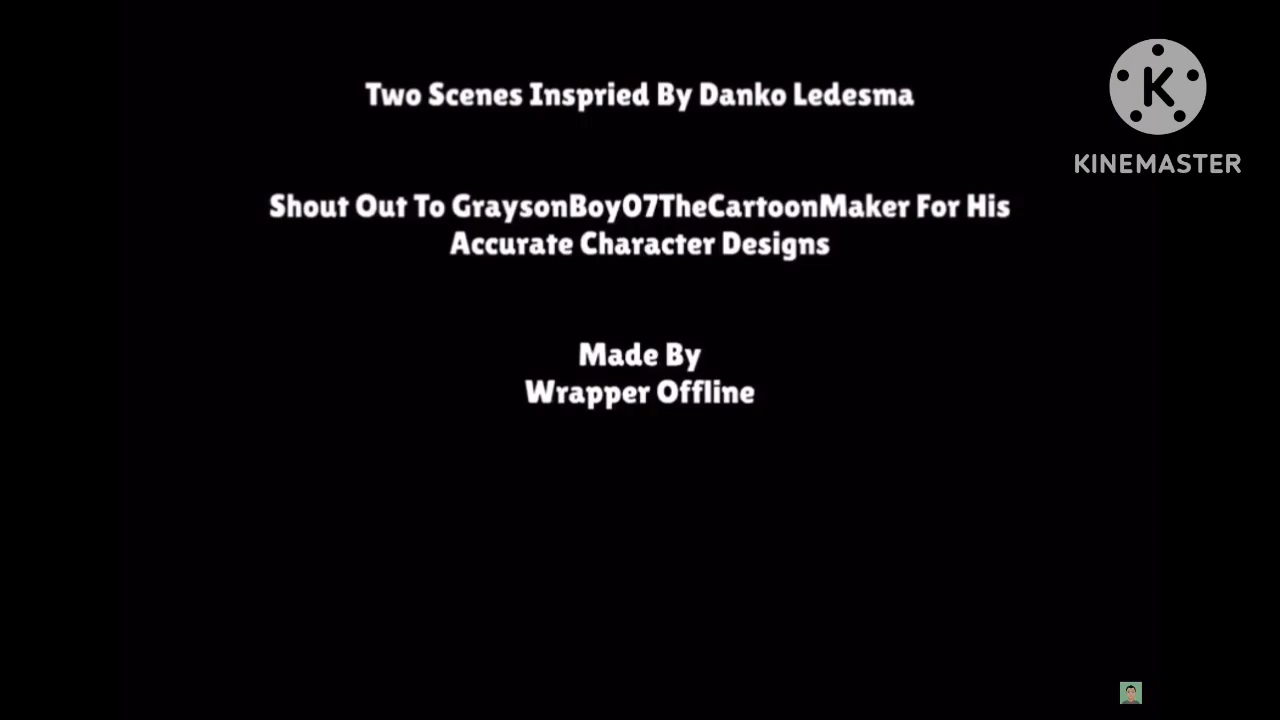 Two Scenes Inspried By Danko Ledesma
K
KINEMASTER
Shout Out To GraysonBoy07TheCartoonMaker For His
Accurate Character Designs
Made By
Wrapper Offline